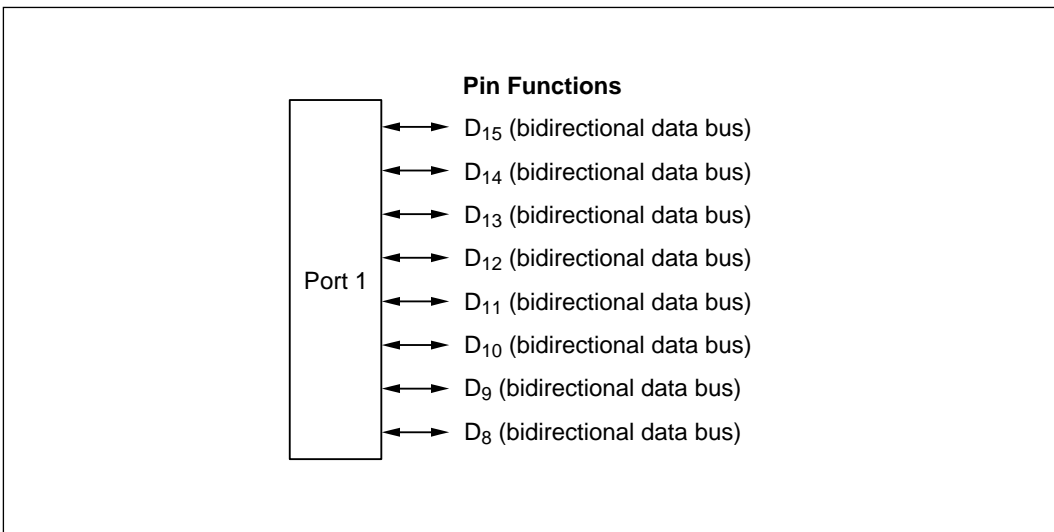 Pin Functions
D15 (bidirectional data bus)
D14 (bidirectional data bus)
D13 (bidirectional data bus)
D12 (bidirectional data bus)
Port 1
D11 (bidirectional data bus)
D10 (bidirectional data bus)
D9 (bidirectional data bus)
D8 (bidirectional data bus)